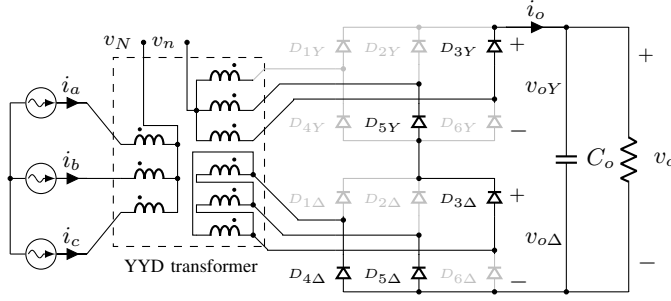 v_N v_n
i_o
D_{1Y} D_{2Y} D_{3Y} +
+
i_a
v_{oY}
D_{4Y} D_{5Y} D_{6Y} −
i_b
C_o v_o
D_{1Δ} D_{2Δ} D_{3Δ} +
i_c
v_{oΔ}
YYD transformer
D_{4Δ} D_{5Δ} D_{6Δ} −
−